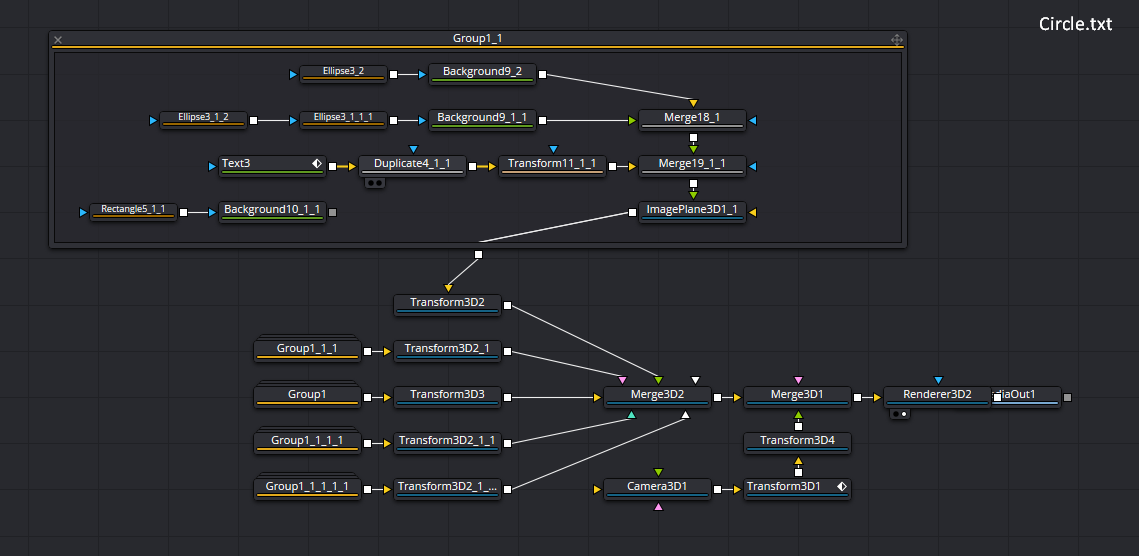 Circle.txt
Group1_1
Ellipse3_2
Background9_2
Ellipse3_1_2
Ellipse3_1_1_1
Background9_1_1
Merge18_1
Text3
Duplicate4_1_1
Transform11_1_1
Merge19_1_1
Rectangle5_1_1
Background10_1_1
ImagePlane3D1_1
Transform3D2
Group1_1_1
Transform3D2_1
Group1
Transform3D3
Merge3D2
Merge3D1
Renderer3D2
diaOut1
Group1_1_1_1
Transform3D2_1_1
Transform3D4
Group1_1_1_1_1
Transform3D2_1_...
Camera3D1
Transform3D1